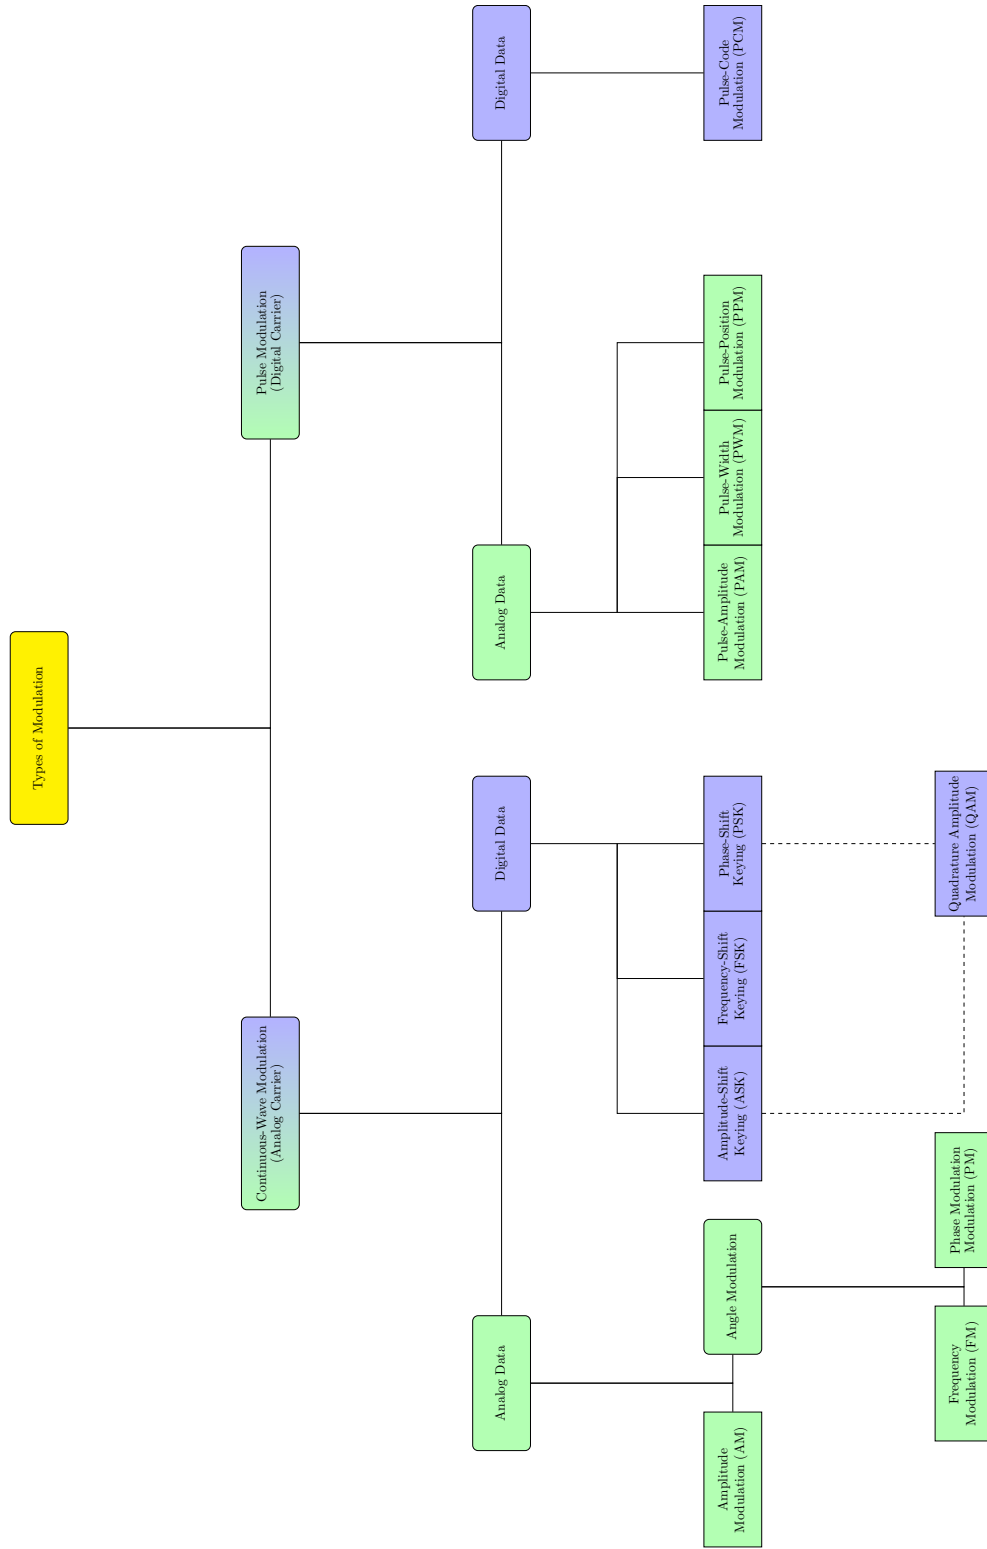 Types of Modulation
Continuous-Wave Modulation
(Analog Carrier)
Pulse Modulation
(Digital Carrier)
Analog Data
Digital Data
Analog Data
Digital Data
Amplitude
Modulation (AM)
Angle Modulation
Amplitude-Shift
Keying (ASK)
Frequency-Shift
Keying (FSK)
Phase-Shift
Keying (PSK)
Pulse-Amplitude
Modulation (PAM)
Pulse-Width
Modulation (PWM)
Pulse-Position
Modulation (PPM)
Pulse-Code
Modulation (PCM)
Frequency
Modulation (FM)
Phase Modulation
Modulation (PM)
Quadrature Amplitude
Modulation (QAM)